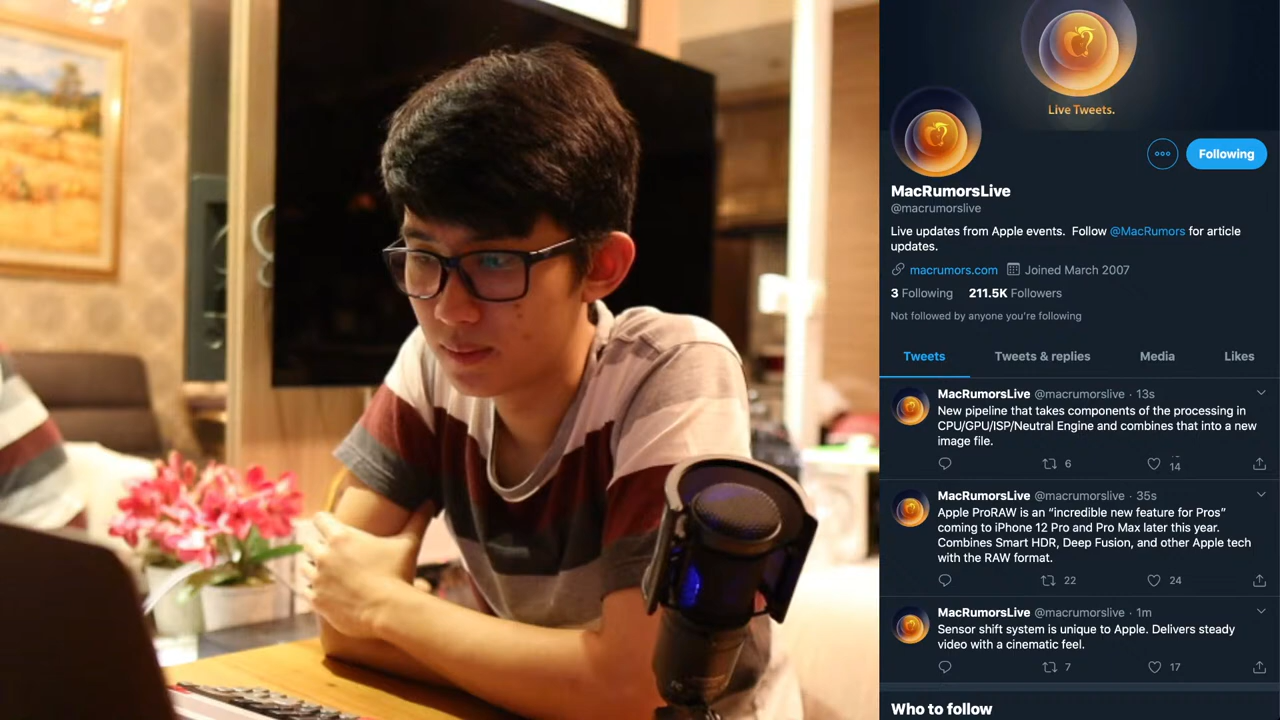 Live Tweets.
Following
MacRumorsLive
@macrumorslive
Live updates from Apple events. Follow @MacRumors for article
updates.
macrumors.com Joined March 2007
3 Following 211.5K Followers
Not followed by anyone you're following
Tweets Tweets & replies Media Likes
MacRumorsLive @macrumorslive · 13s
New pipeline that takes components of the processing in
CPU/GPU/ISP/Neutral Engine and combines that into a new
image file.
6 14
MacRumorsLive @macrumorslive · 35s
Apple ProRAW is an “incredible new feature for Pros”
coming to iPhone 12 Pro and Pro Max later this year.
Combines Smart HDR, Deep Fusion, and other Apple tech
with the RAW format.
22 24
MacRumorsLive @macrumorslive · 1m
Sensor shift system is unique to Apple. Delivers steady
video with a cinematic feel.
7 17
Who to follow